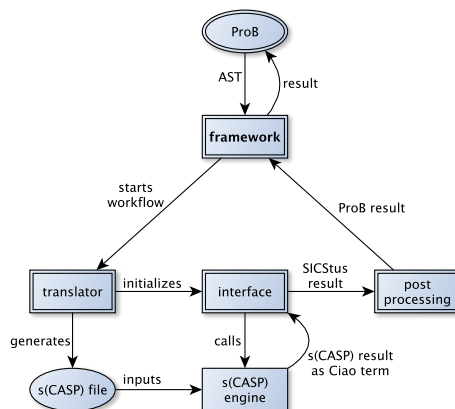 ProB
AST
result
framework
starts
workflow
ProB result
translator
initializes
interface
SICStus
result
post
processing
generates
calls
s(CASP) result
as Ciao term
s(CASP) file
inputs
s(CASP)
engine